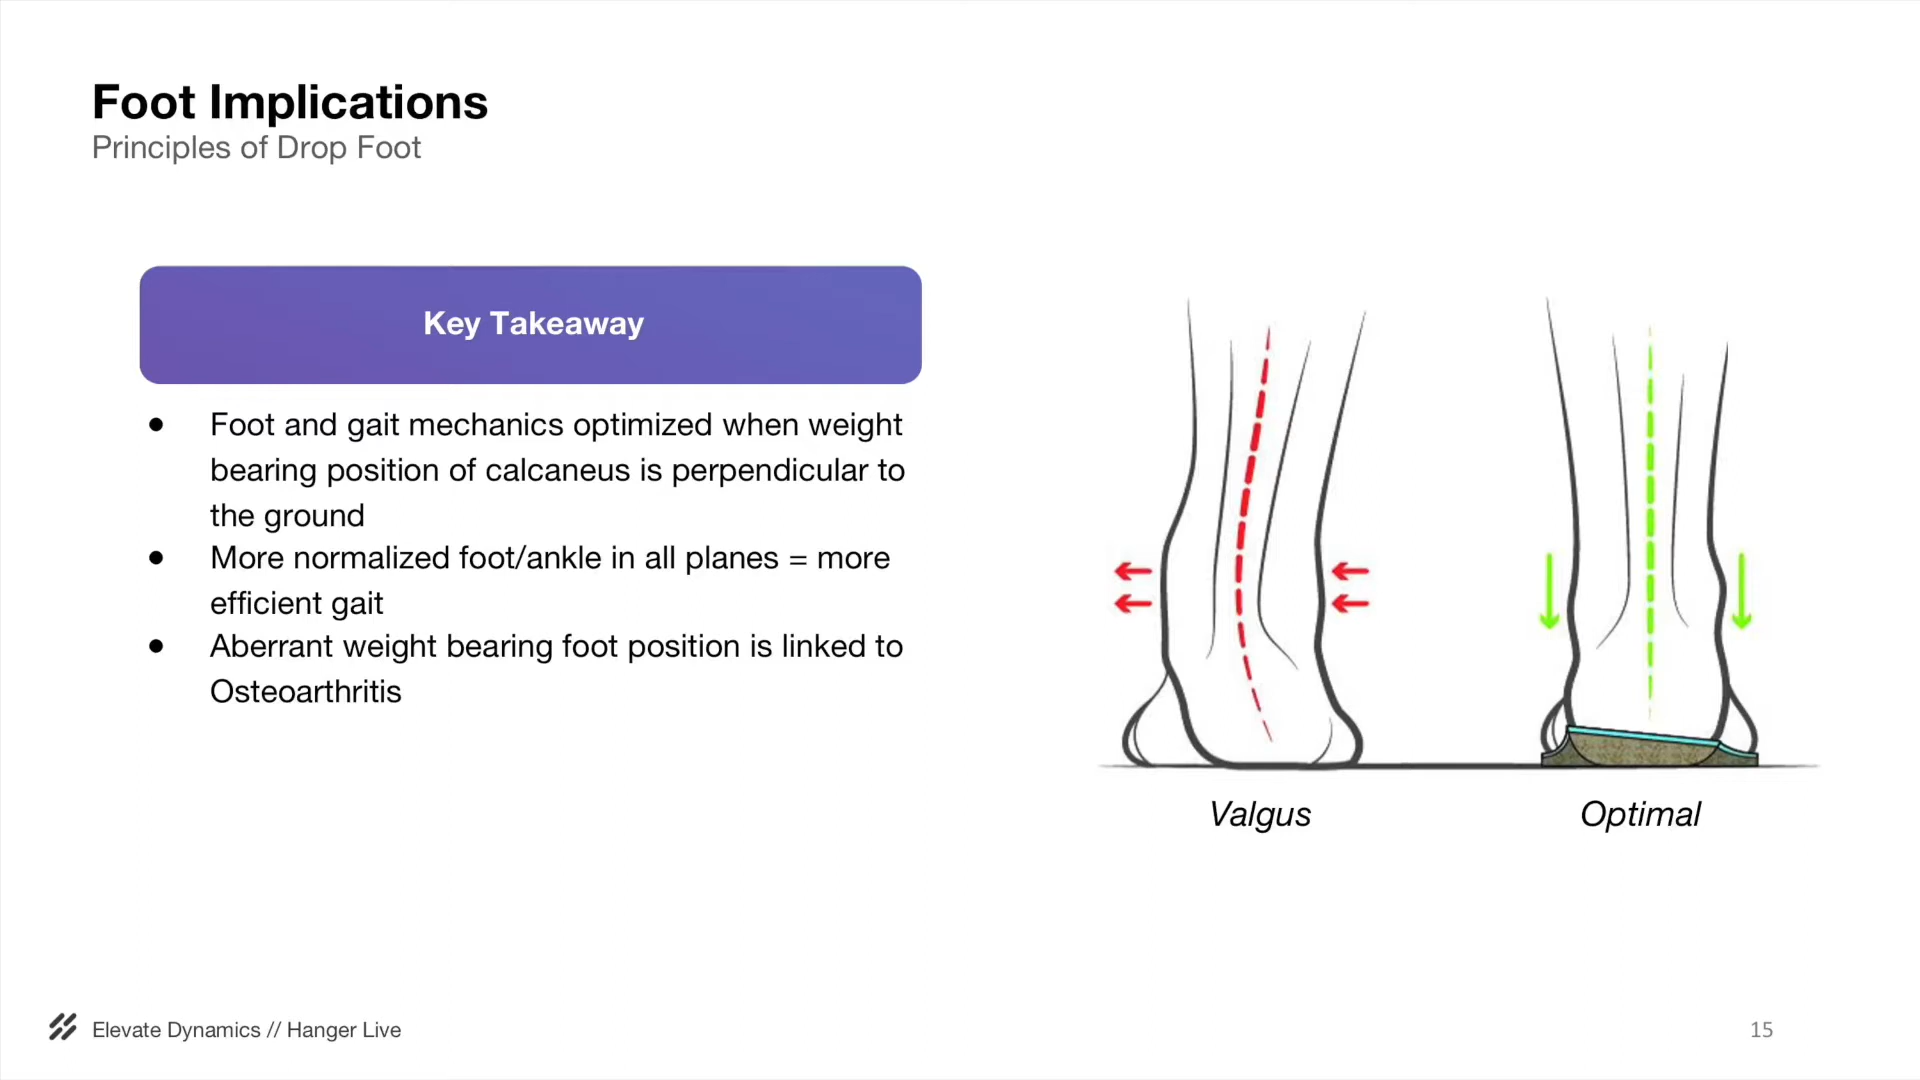 Foot Implications
Principles of Drop Foot
Key Takeaway
● Foot and gait mechanics optimized when weight
bearing position of calcaneus is perpendicular to
the ground
● More normalized foot/ankle in all planes = more
efficient gait
● Aberrant weight bearing foot position is linked to
Osteoarthritis
Valgus
Optimal
Elevate Dynamics // Hanger Live
15